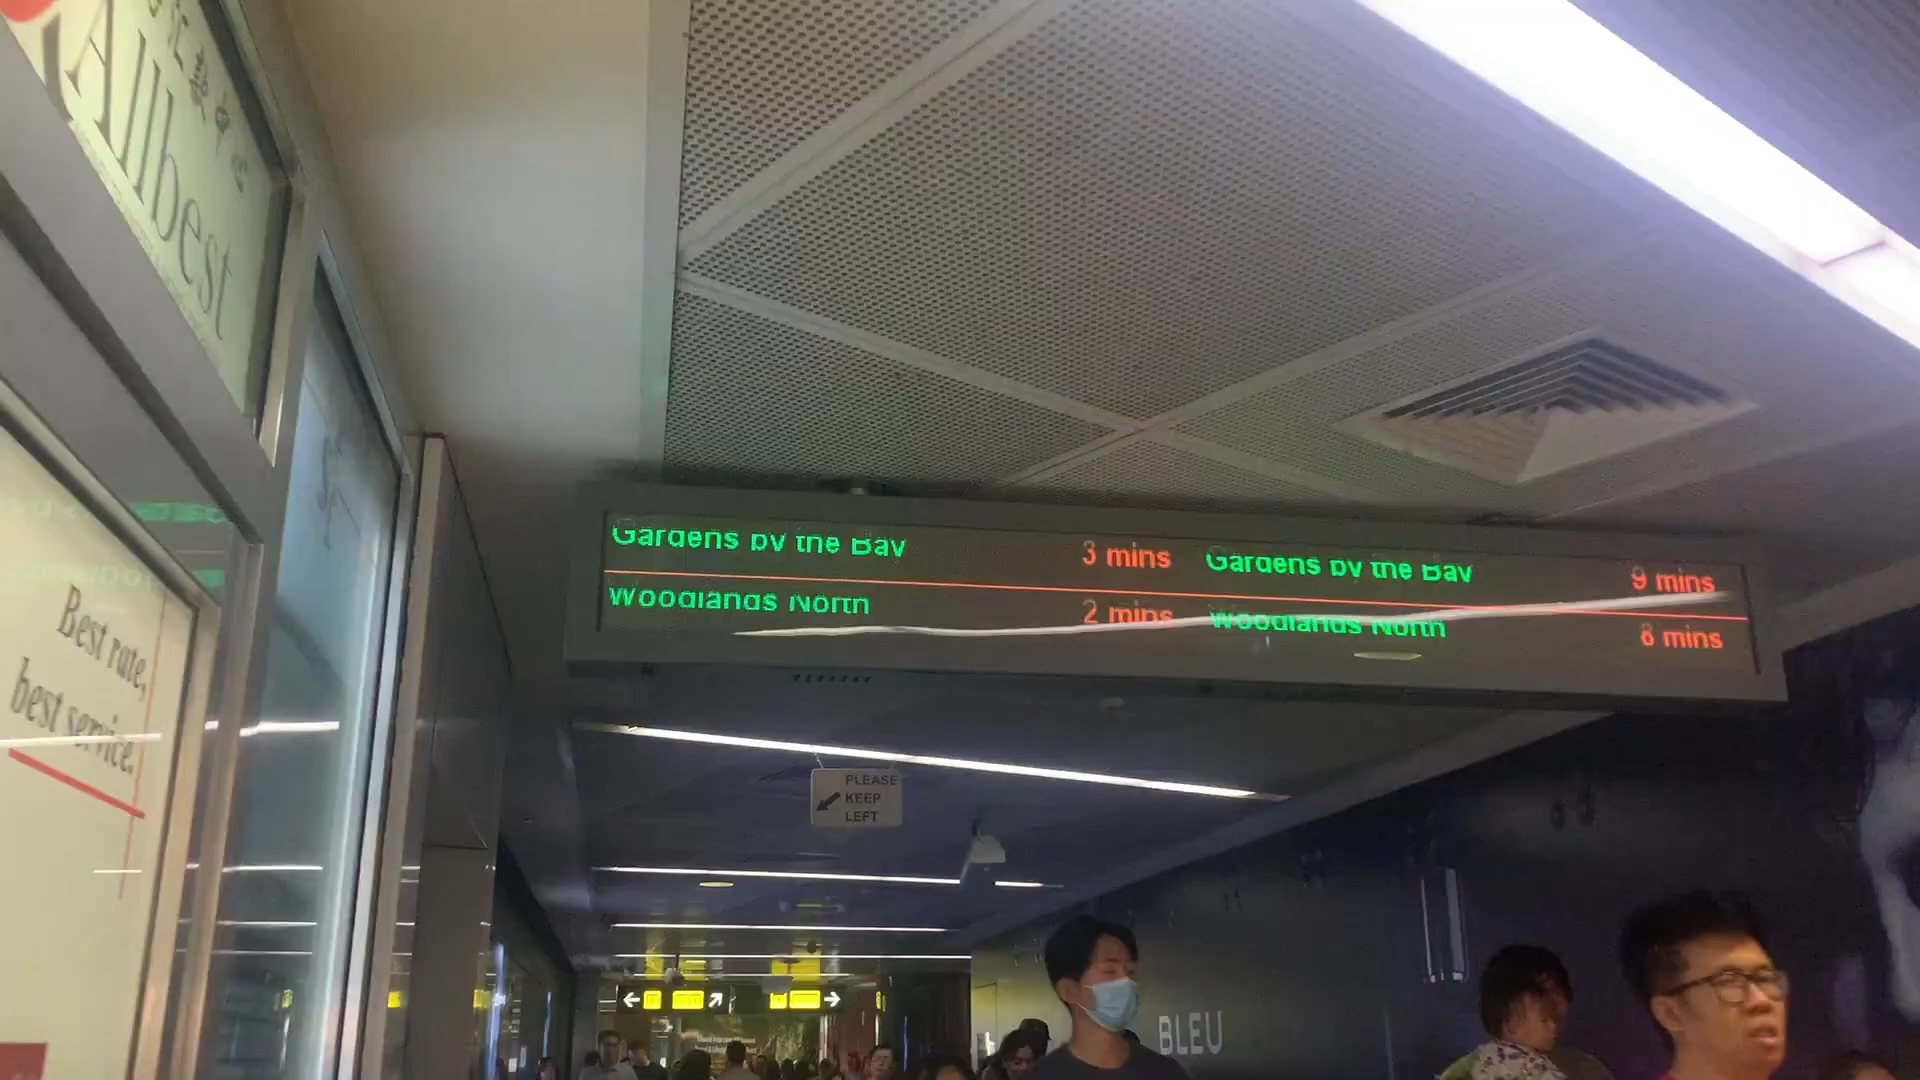 Allbest
Best rate,
best service.
Gardens by the Bay 3 mins Gardens by the Bay 9 mins
Woodlands North 2 mins Woodlands North 8 mins
PLEASE
KEEP
LEFT
BLEU